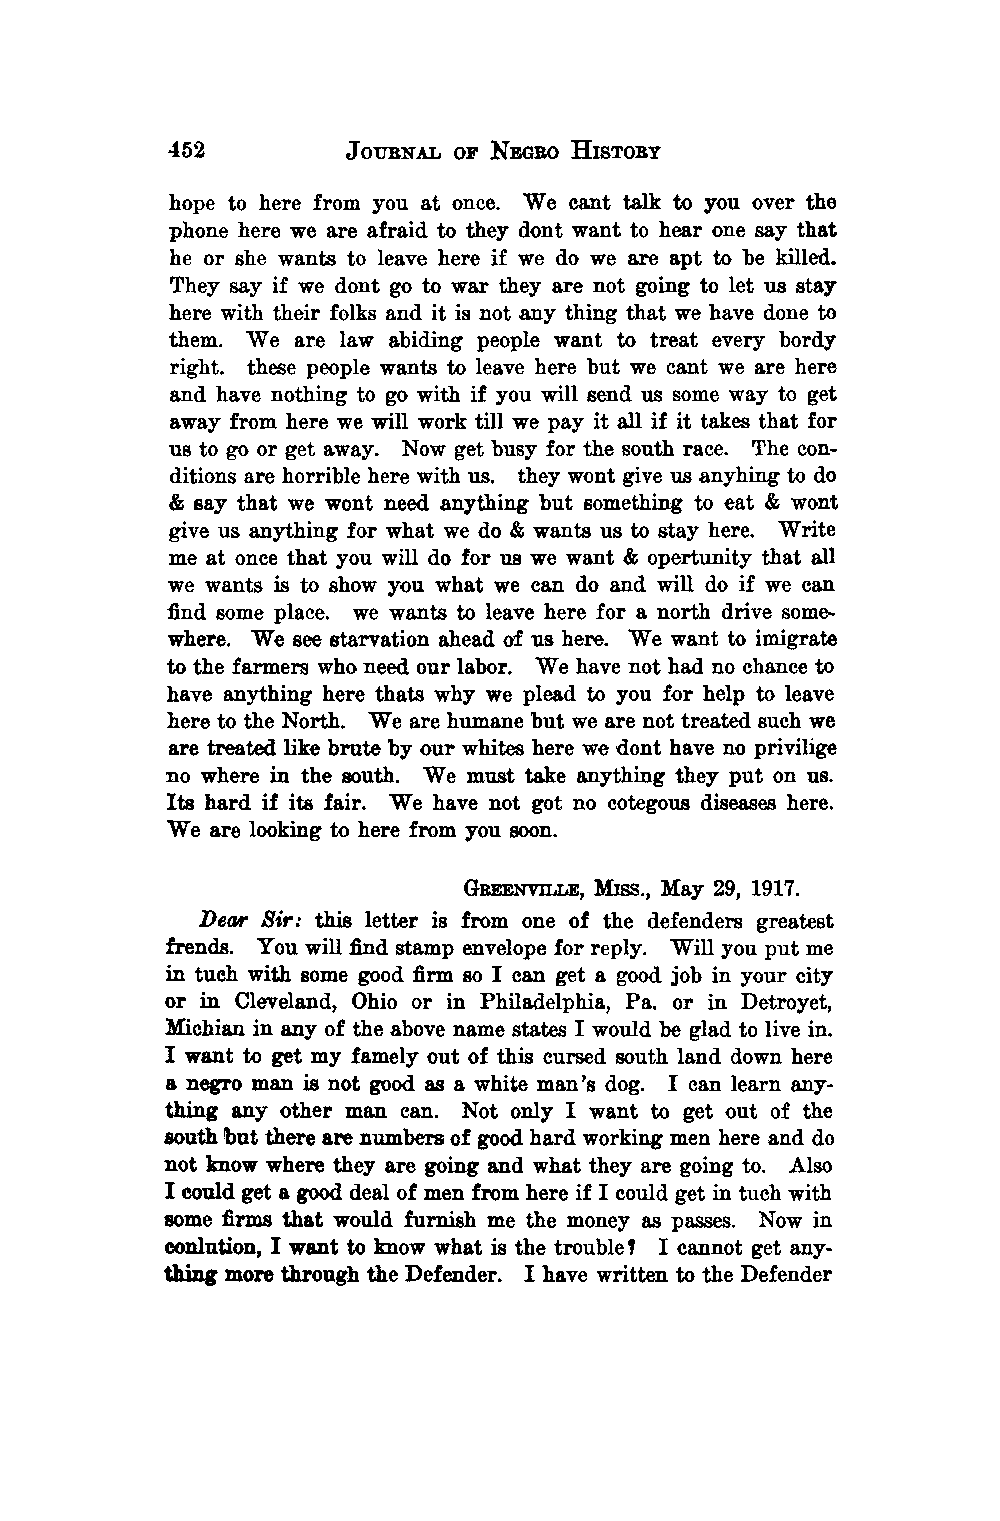 452 JOURNAL OF NEGRO HISTORY
hope to here from you at once. We cant talk to you over the
phone here we are afraid to they dont want to hear one say that
he or she wants to leave here if we do we are apt to be killed.
They say if we dont go to war they are not going to let us stay
here with their folks and it is not any thing that we have done to
them. We are law abiding people want to treat every bordy
right. these people wants to leave here but we cant we are here
and have nothing to go with if you will send us some way to get
away from here we will work till we pay it all if it takes that for
us to go or get away. Now get busy for the south race. The con-
ditions are horrible here with us. they wont give us anyhing to do
& say that we wont need anything but something to eat & wont
give us anything for what we do & wants us to stay here. Write
me at once that you will do for us we want & opertunity that all
we wants is to show you what we can do and will do if we can
find some place. we wants to leave here for a north drive some-
where. We see starvation ahead of us here. We want to imigrate
to the farmers who need our labor. We have not had no chance to
have anything here thats why we plead to you for help to leave
here to the North. We are humane but we are not treated such we
are treated like brute by our whites here we dont have no privilige
no where in the south. We must take anything they put on us.
Its hard if its fair. We have not got no cotegous diseases here.
We are looking to here from you soon.
GREENVILLE, MISS., May 29, 1917.
Dear Sir: this letter is from one of the defenders greatest
frends. You will find stamp envelope for reply. Will you put me
in tuch with some good firm so I can get a good job in your city
or in Cleveland, Ohio or in Philadelphia, Pa. or in Detroyet,
Michian in any of the above name states I would be glad to live in.
I want to get my famely out of this cursed south land down here
a negro man is not good as a white man's dog. I can learn any-
thing any other man can. Not only I want to get out of the
south but there are numbers of good hard working men here and do
not know where they are going and what they are going to. Also
I could get a good deal of men from here if I could get in tuch with
some firms that would furnish me the money as passes. Now in
conlution, I want to know what is the trouble? I cannot get any-
thing more through the Defender. I have written to the Defender